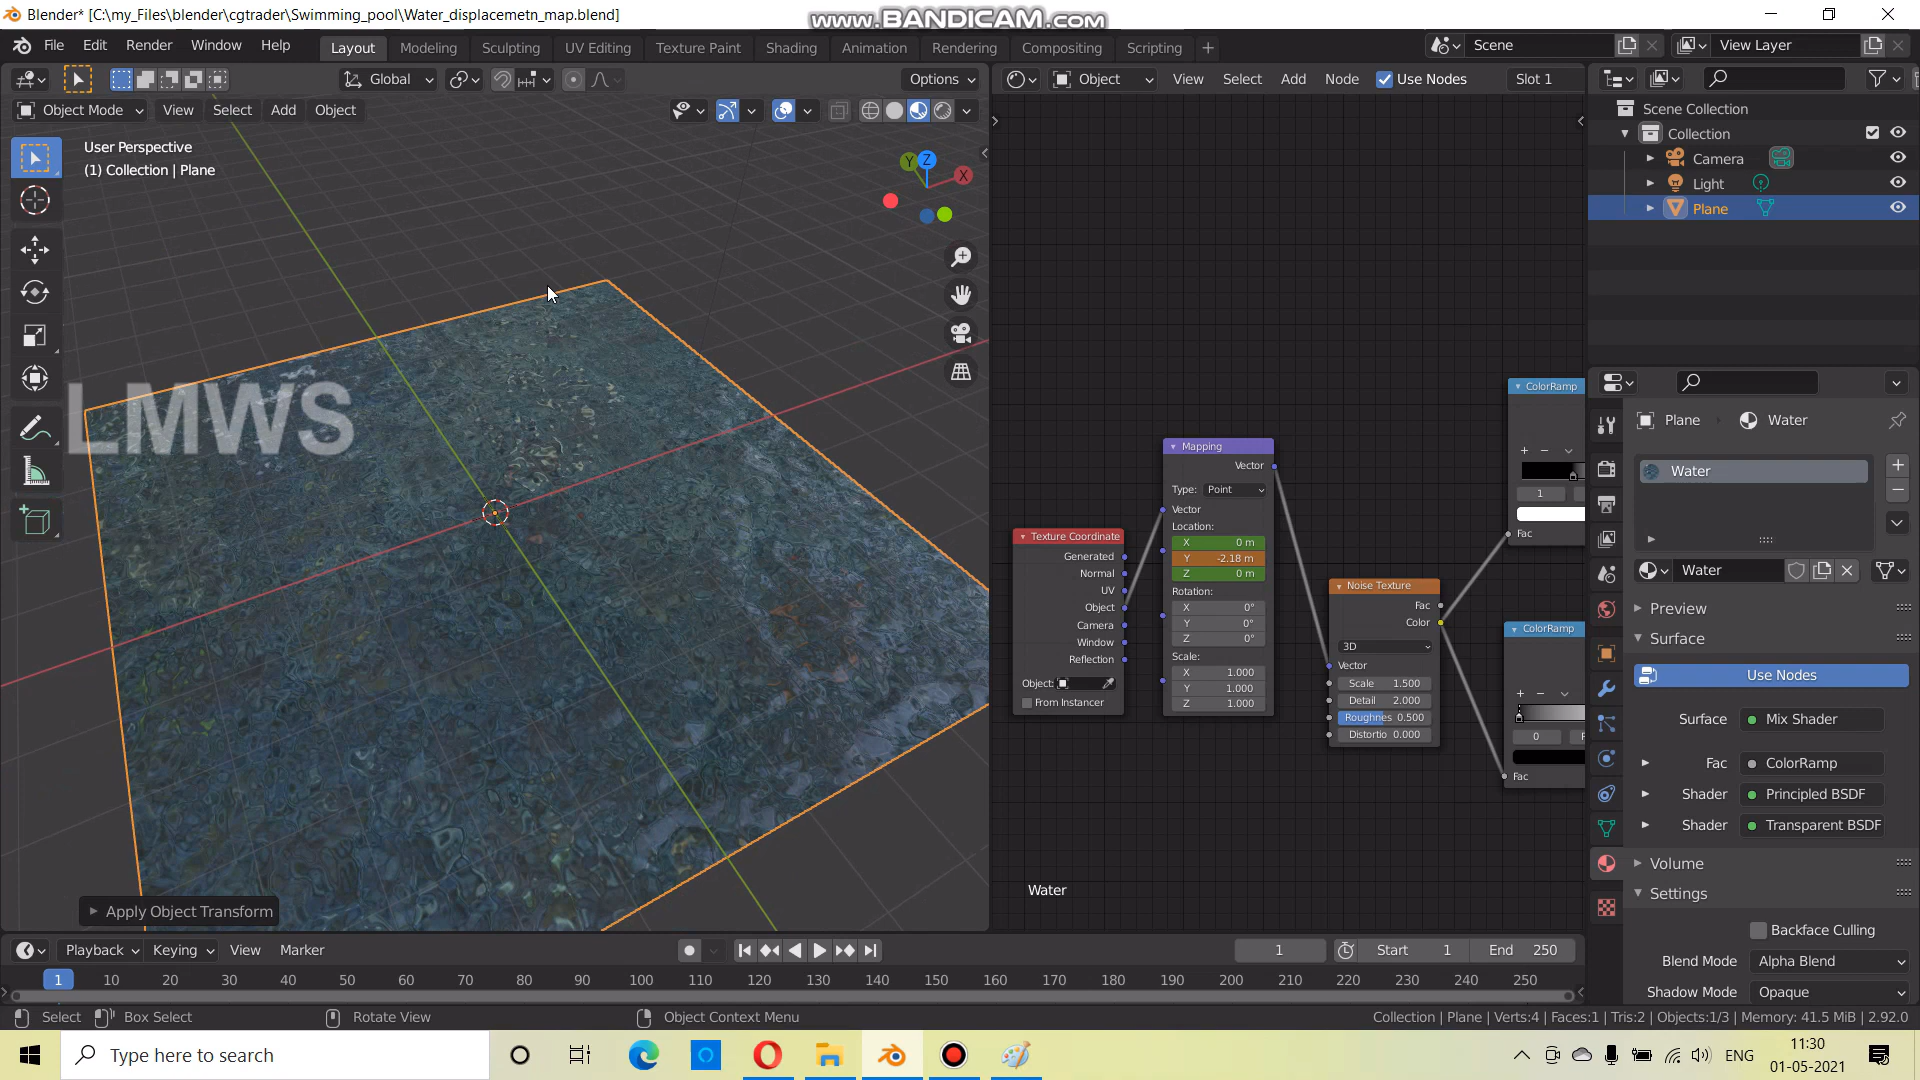 Blender* [C:\my_Files\blender\cgtrader\Swimming_pool\Water_displacemetn_map.blend]
www.BANDICAM.com
File Edit Render Window Help
Layout Modeling Sculpting UV Editing Texture Paint Shading Animation Rendering Compositing Scripting +
Scene
View Layer
Global
Options
Object
View Select Add Node
Use Nodes
Slot 1
Object Mode View Select Add Object
User Perspective
(1) Collection | Plane
Y Z X
LMWS
Apply Object Transform
Texture Coordinate
Generated
Normal
UV
Object
Camera
Window
Reflection
Object:
From Instancer
Mapping
Vector
Type: Point
Vector
Location:
X 0 m
Y -2.18 m
Z 0 m
Rotation:
X 0°
Y 0°
Z 0°
Scale:
X 1.000
Y 1.000
Z 1.000
Noise Texture
Fac
Color
3D
Vector
Scale 1.500
Detail 2.000
Roughnes 0.500
Distortio 0.000
ColorRamp
+ −
1
Fac
ColorRamp
+ −
0
Fac
Water
Scene Collection
Collection
Camera
Light
Plane
Plane
Water
Water
Water
Preview
Surface
Use Nodes
Surface Mix Shader
Fac ColorRamp
Shader Principled BSDF
Shader Transparent BSDF
Volume
Settings
Backface Culling
Blend Mode Alpha Blend
Shadow Mode Opaque
Playback Keying View Marker
1
Start 1
End 250
1 10 20 30 40 50 60 70 80 90 100 110 120 130 140 150 160 170 180 190 200 210 220 230 240 250
Select Box Select Rotate View Object Context Menu
Collection | Plane | Verts:4 | Faces:1 | Tris:2 | Objects:1/3 | Memory: 41.5 MiB | 2.92.0
Type here to search
ENG
11:30
01-05-2021